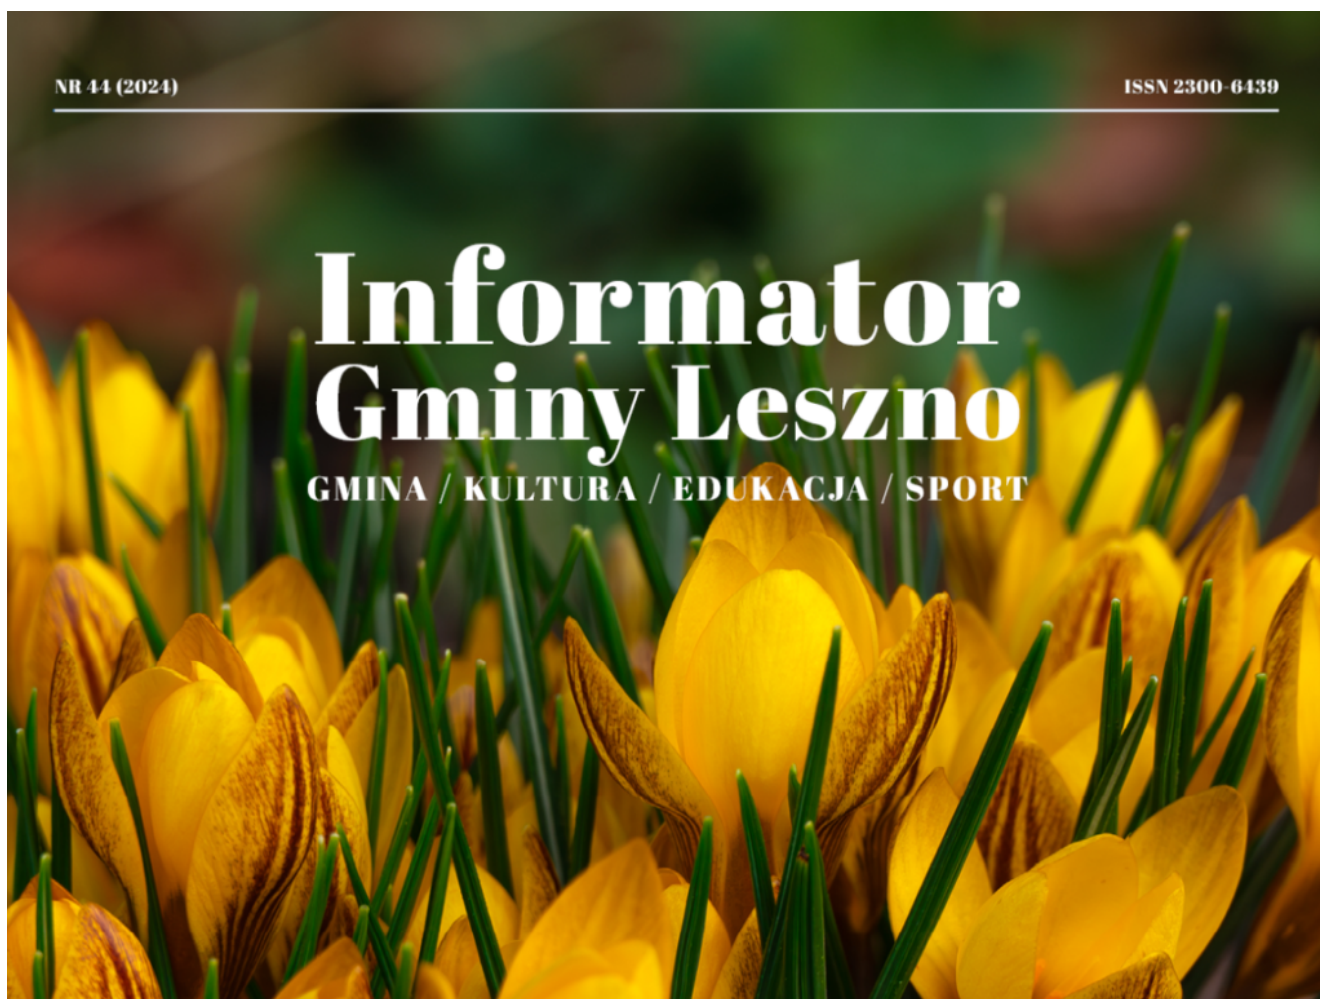 NR 44 (2024)
ISSN 2300-6439
Informator
Gminy Leszno
GMINA / KULTURA / EDUKACJA / SPORT